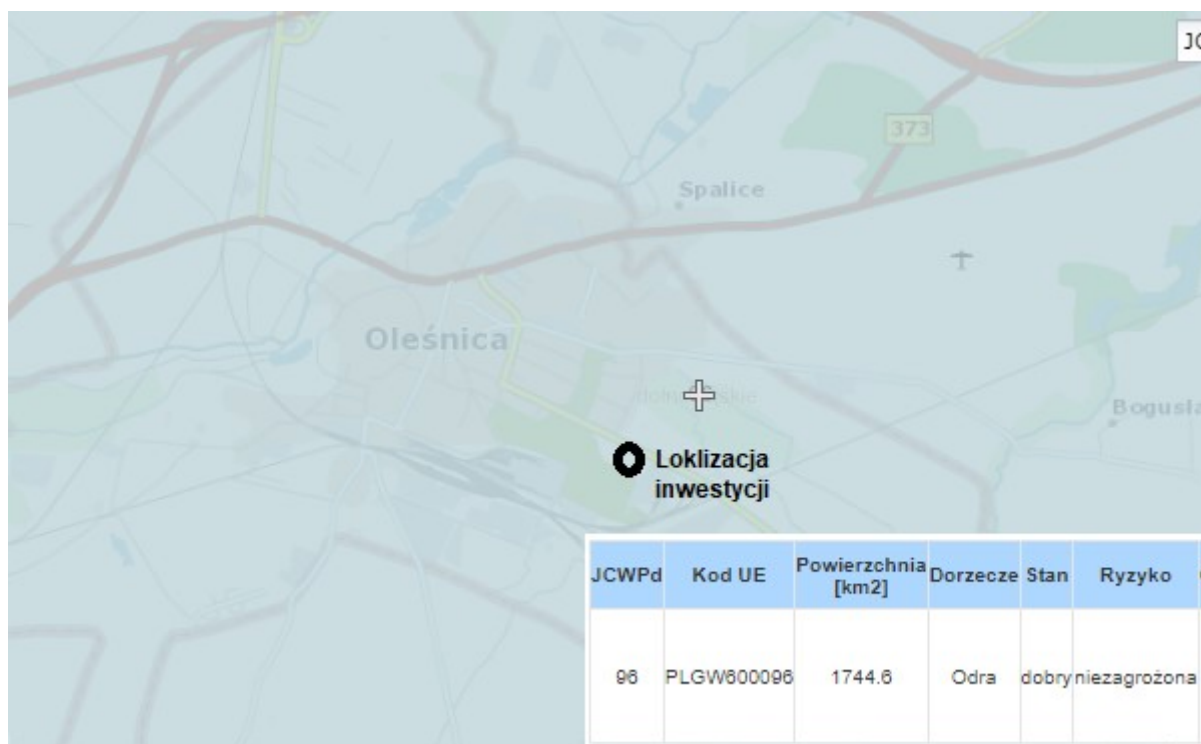 JC
373
Spalice
Oleśnica
Bogusła
Loklizacja
inwestycji
JCWPd Kod UE Powierzchnia [km2] Dorzecze Stan Ryzyko
96 PLGW600096 1744.6 Odra dobry niezagrożona